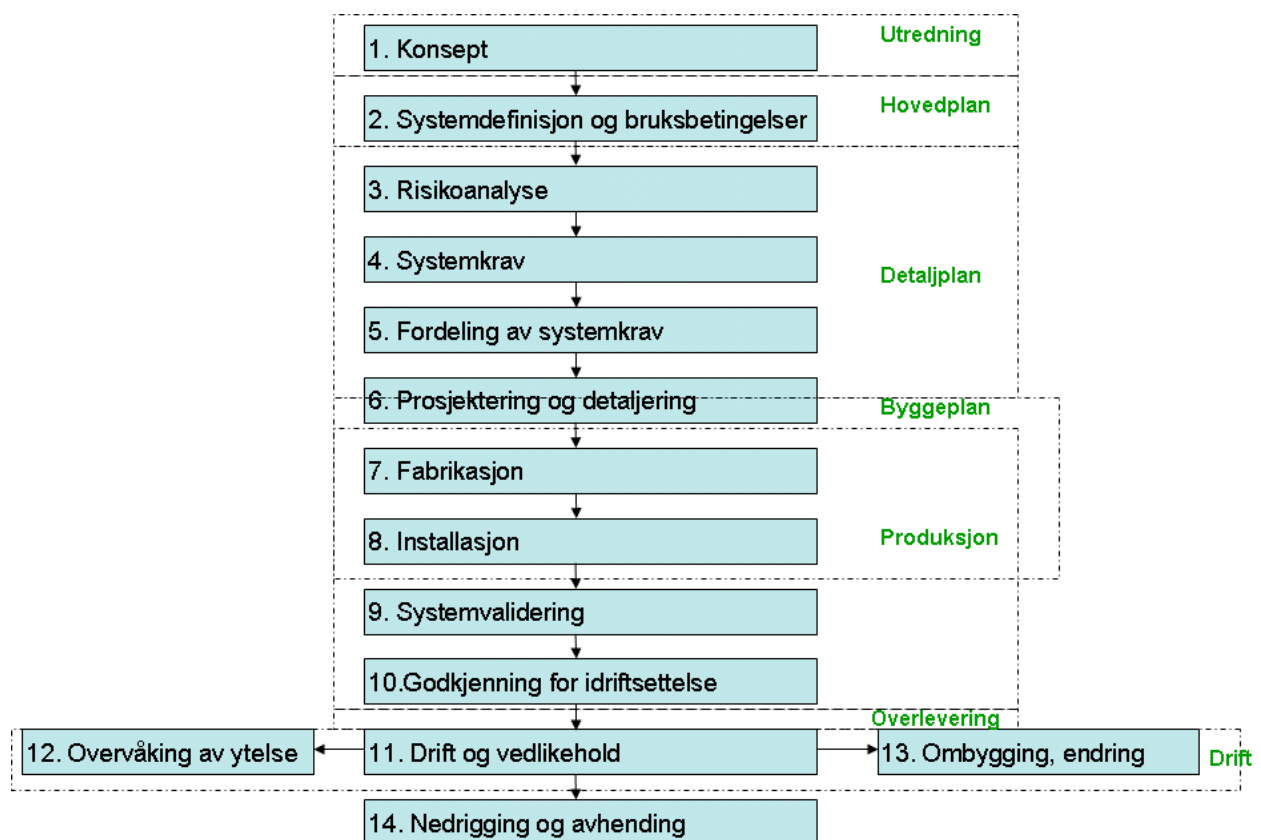 Utredning
1. Konsept
Hovedplan
2. Systemdefinisjon og bruksbetingelser
3. Risikoanalyse
4. Systemkrav
Detaljplan
5. Fordeling av systemkrav
6. Prosjektering og detaljering
Byggeplan
7. Fabrikasjon
8. Installasjon
Produksjon
9. Systemvalidering
10.Godkjenning for idriftsettelse
Overlevering
12. Overvåking av ytelse
11. Drift og vedlikehold
13. Ombygging, endring
Drift
14. Nedrigging og avhending